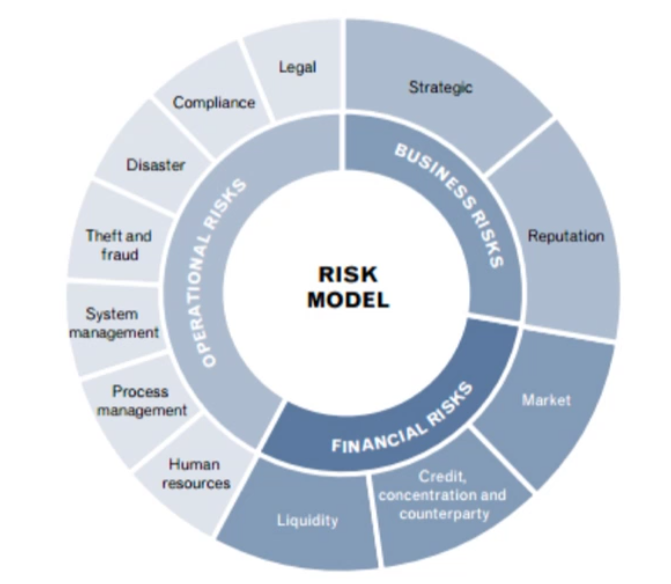 RISK
MODEL
BUSINESS RISKS
Strategic
Reputation
FINANCIAL RISKS
Market
Credit,
concentration and
counterparty
Liquidity
OPERATIONAL RISKS
Human
resources
Process
management
System
management
Theft and
fraud
Disaster
Compliance
Legal